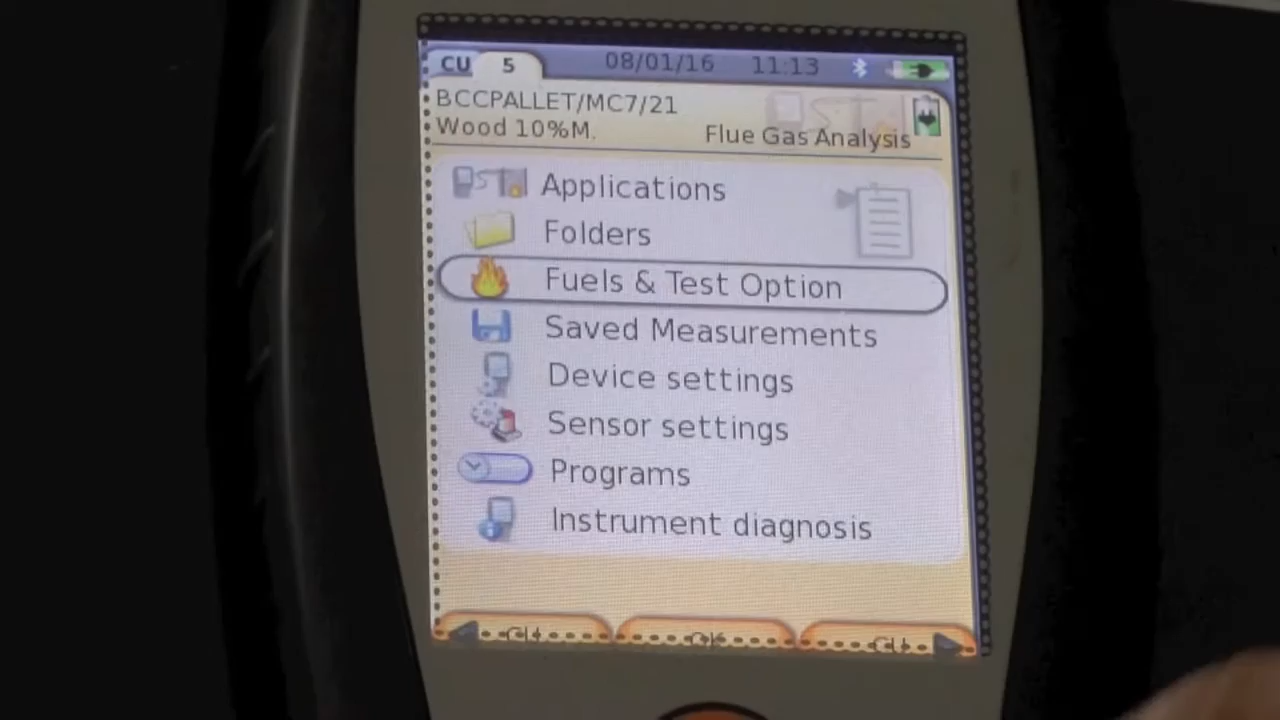 CU 5 08/01/16 11:13
BCCPALLET/MC7/21
Wood 10%M. Flue Gas Analysis
Applications
Folders
Fuels & Test Option
Saved Measurements
Device settings
Sensor settings
Programs
Instrument diagnosis
OK